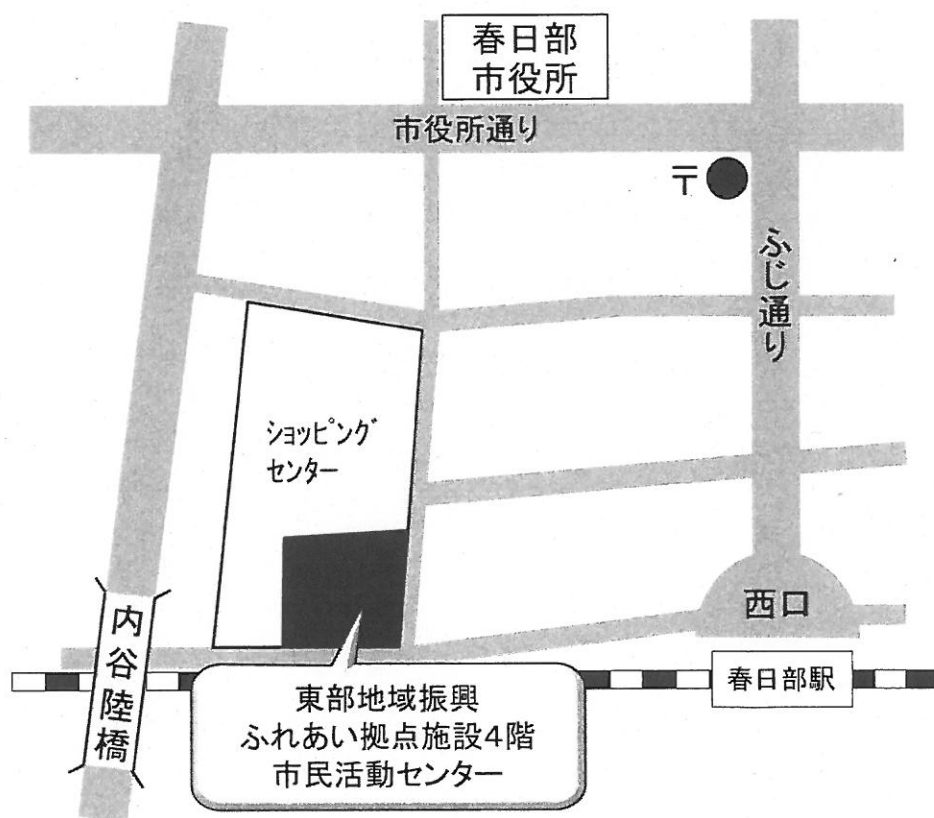 春日部
市役所
市役所通り
〒
ふじ通り
ショッピング
センター
西口
内谷陸橋
春日部駅
東部地域振興
ふれあい拠点施設4階
市民活動センター